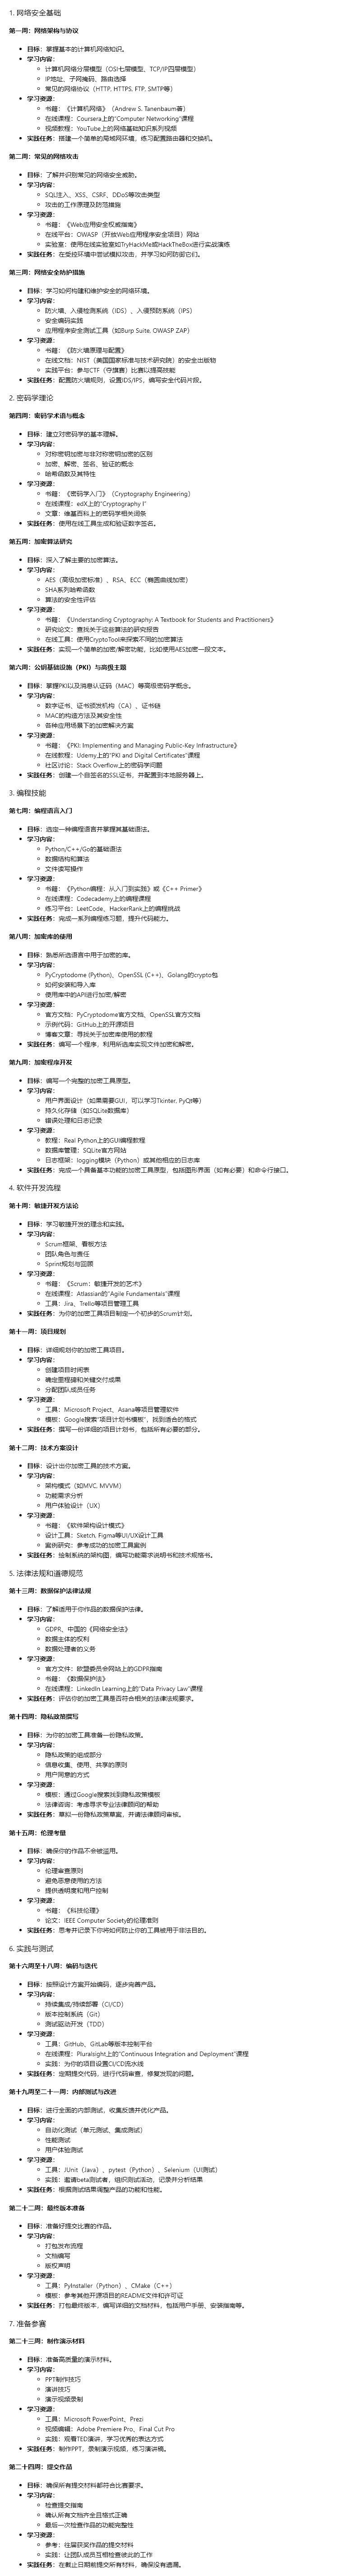 1. 网络安全基础
第一周：网络架构与协议
目标：掌握基本的计算机网络知识。
学习内容：
计算机网络分层模型（OSI七层模型、TCP/IP四层模型）
IP地址、子网掩码、路由选择
常见的网络协议（HTTP, HTTPS, FTP, SMTP等）
学习资源：
书籍：《计算机网络》（Andrew S. Tanenbaum著）
在线课程：Coursera上的“Computer Networking”课程
视频教程：YouTube上的网络基础知识系列视频
实践任务：搭建一个简单的局域网环境，练习配置路由器和交换机。
第二周：常见的网络攻击
目标：了解并识别常见的网络安全威胁。
学习内容：
SQL注入、XSS、CSRF、DDoS等攻击类型
攻击的工作原理及防范措施
学习资源：
书籍：《Web应用安全权威指南》
在线平台：OWASP（开放Web应用程序安全项目）网站
实验室：使用在线实验室如TryHackMe或HackTheBox进行实战演练
实践任务：在受控环境中尝试模拟攻击，并学习如何防御它们。
第三周：网络安全防护措施
目标：学习如何构建和维护安全的网络环境。
学习内容：
防火墙、入侵检测系统（IDS）、入侵预防系统（IPS）
安全编码实践
应用程序安全测试工具（如Burp Suite, OWASP ZAP）
学习资源：
书籍：《防火墙原理与配置》
在线文档：NIST（美国国家标准与技术研究院）的安全出版物
实践平台：参与CTF（夺旗赛）比赛以提高技能
实践任务：配置防火墙规则，设置IDS/IPS，编写安全代码片段。
2. 密码学理论
第四周：密码学术语与概念
目标：建立对密码学的基本理解。
学习内容：
对称密钥加密与非对称密钥加密的区别
加密、解密、签名、验证的概念
哈希函数及其特性
学习资源：
书籍：《密码学入门》（Cryptography Engineering）
在线课程：edX上的“Cryptography I”
文章：维基百科上的密码学相关词条
实践任务：使用在线工具生成和验证数字签名。
第五周：加密算法研究
目标：深入了解主要的加密算法。
学习内容：
AES（高级加密标准）、RSA、ECC（椭圆曲线加密）
SHA系列哈希函数
算法的安全性评估
学习资源：
书籍：《Understanding Cryptography: A Textbook for Students and Practitioners》
研究论文：查找关于这些算法的研究报告
在线工具：使用CryptoTool来探索不同的加密算法
实践任务：实现一个简单的加密/解密功能，比如使用AES加密一段文本。
第六周：公钥基础设施（PKI）与高级主题
目标：掌握PKI以及消息认证码（MAC）等高级密码学概念。
学习内容：
数字证书、证书颁发机构（CA）、证书链
MAC的构造方法及其安全性
各种应用场景下的加密解决方案
学习资源：
书籍：《PKI: Implementing and Managing Public-Key Infrastructure》
在线教程：Udemy上的“PKI and Digital Certificates”课程
社区讨论：Stack Overflow上的密码学问题
实践任务：创建一个自签名的SSL证书，并配置到本地服务器上。
3. 编程技能
第七周：编程语言入门
目标：选定一种编程语言并掌握其基础语法。
学习内容：
Python/C++/Go的基础语法
数据结构和算法
文件读写操作
学习资源：
书籍：《Python编程：从入门到实践》或《C++ Primer》
在线课程：Codecademy上的编程课程
练习平台：LeetCode、HackerRank上的编程挑战
实践任务：完成一系列编程练习题，提升代码能力。
第八周：加密库的使用
目标：熟悉所选语言中用于加密的库。
学习内容：
PyCryptodome (Python)、OpenSSL (C++)、Golang的crypto包
如何安装和导入库
使用库中的API进行加密/解密
学习资源：
官方文档：PyCryptodome官方文档、OpenSSL官方文档
示例代码：GitHub上的开源项目
博客文章：寻找关于加密库使用的教程
实践任务：编写一个程序，利用所选库实现文件加密和解密。
第九周：加密程序开发
目标：编写一个完整的加密工具原型。
学习内容：
用户界面设计（如果需要GUI，可以学习Tkinter, PyQt等）
持久化存储（如SQLite数据库）
错误处理和日志记录
学习资源：
教程：Real Python上的GUI编程教程
数据库管理：SQLite官方网站
日志框架：logging模块（Python）或其他相应的日志库
实践任务：完成一个具备基本功能的加密工具原型，包括图形界面（如有必要）和命令行接口。
4. 软件开发流程
第十周：敏捷开发方法论
目标：学习敏捷开发的理念和实践。
学习内容：
Scrum框架、看板方法
团队角色与责任
Sprint规划与回顾
学习资源：
书籍：《Scrum：敏捷开发的艺术》
在线课程：Atlassian的“Agile Fundamentals”课程
工具：Jira、Trello等项目管理工具
实践任务：为你的加密工具项目制定一个初步的Scrum计划。
第十一周：项目规划
目标：详细规划你的加密工具项目。
学习内容：
创建项目时间表
确定里程碑和关键交付成果
分配团队成员任务
学习资源：
工具：Microsoft Project、Asana等项目管理软件
模板：Google搜索“项目计划书模板”，找到适合的格式
实践任务：撰写一份详细的项目计划书，包括所有必要的部分。
第十二周：技术方案设计
目标：设计出你加密工具的技术方案。
学习内容：
架构模式（如MVC, MVVM）
功能需求分析
用户体验设计（UX）
学习资源：
书籍：《软件架构设计模式》
设计工具：Sketch, Figma等UI/UX设计工具
案例研究：参考成功的加密工具案例
实践任务：绘制系统的架构图，编写功能需求说明书和技术规格书。
5. 法律法规和道德规范
第十三周：数据保护法律法规
目标：了解适用于你作品的数据保护法律。
学习内容：
GDPR、中国的《网络安全法》
数据主体的权利
数据处理者的义务
学习资源：
官方文件：欧盟委员会网站上的GDPR指南
书籍：《数据保护法》
在线课程：LinkedIn Learning上的“Data Privacy Law”课程
实践任务：评估你的加密工具是否符合相关的法律法规要求。
第十四周：隐私政策撰写
目标：为你的加密工具准备一份隐私政策。
学习内容：
隐私政策的组成部分
信息收集、使用、共享的原则
用户同意的方式
学习资源：
模板：通过Google搜索找到隐私政策模板
法律咨询：考虑寻求专业法律顾问的帮助
实践任务：草拟一份隐私政策草案，并请法律顾问审核。
第十五周：伦理考量
目标：确保你的作品不会被滥用。
学习内容：
伦理审查原则
避免恶意使用的方法
提供透明度和用户控制
学习资源：
书籍：《科技伦理》
论文：IEEE Computer Society的伦理准则
实践任务：思考并记录下你将如何防止你的工具被用于非法目的。
6. 实践与测试
第十六周至十八周：编码与迭代
目标：按照设计方案开始编码，逐步完善产品。
学习内容：
持续集成/持续部署（CI/CD）
版本控制系统（Git）
测试驱动开发（TDD）
学习资源：
工具：GitHub、GitLab等版本控制平台
在线课程：Pluralsight上的“Continuous Integration and Deployment”课程
实践：为你的项目设置CI/CD流水线
实践任务：定期提交代码，进行代码审查，修复发现的问题。
第十九周至二十一周：内部测试与改进
目标：进行全面的内部测试，收集反馈并优化产品。
学习内容：
自动化测试（单元测试、集成测试）
性能测试
用户体验测试
学习资源：
工具：JUnit（Java）、pytest（Python）、Selenium（UI测试）
实践：邀请beta测试者，组织测试活动，记录并分析结果
实践任务：根据测试结果调整产品的功能和性能。
第二十二周：最终版本准备
目标：准备好提交比赛的作品。
学习内容：
打包发布流程
文档编写
版权声明
学习资源：
工具：PyInstaller（Python）、CMake（C++）
模板：参考其他开源项目的README文件和许可证
实践任务：打包最终版本，编写详细的文档材料，包括用户手册、安装指南等。
7. 准备参赛
第二十三周：制作演示材料
目标：准备高质量的演示材料。
学习内容：
PPT制作技巧
演讲技巧
演示视频录制
学习资源：
工具：Microsoft PowerPoint、Prezi
视频编辑：Adobe Premiere Pro、Final Cut Pro
实践：观看TED演讲，学习优秀的表达方式
实践任务：制作PPT，录制演示视频，练习演讲稿。
第二十四周：提交作品
目标：确保所有提交材料都符合比赛要求。
学习内容：
检查提交指南
确认所有文档齐全且格式正确
最后一次检查作品的功能完整性
学习资源：
参考：往届获奖作品的提交材料
实践：让团队成员互相检查彼此的工作
实践任务：在截止日期前提交所有材料，确保没有遗漏。